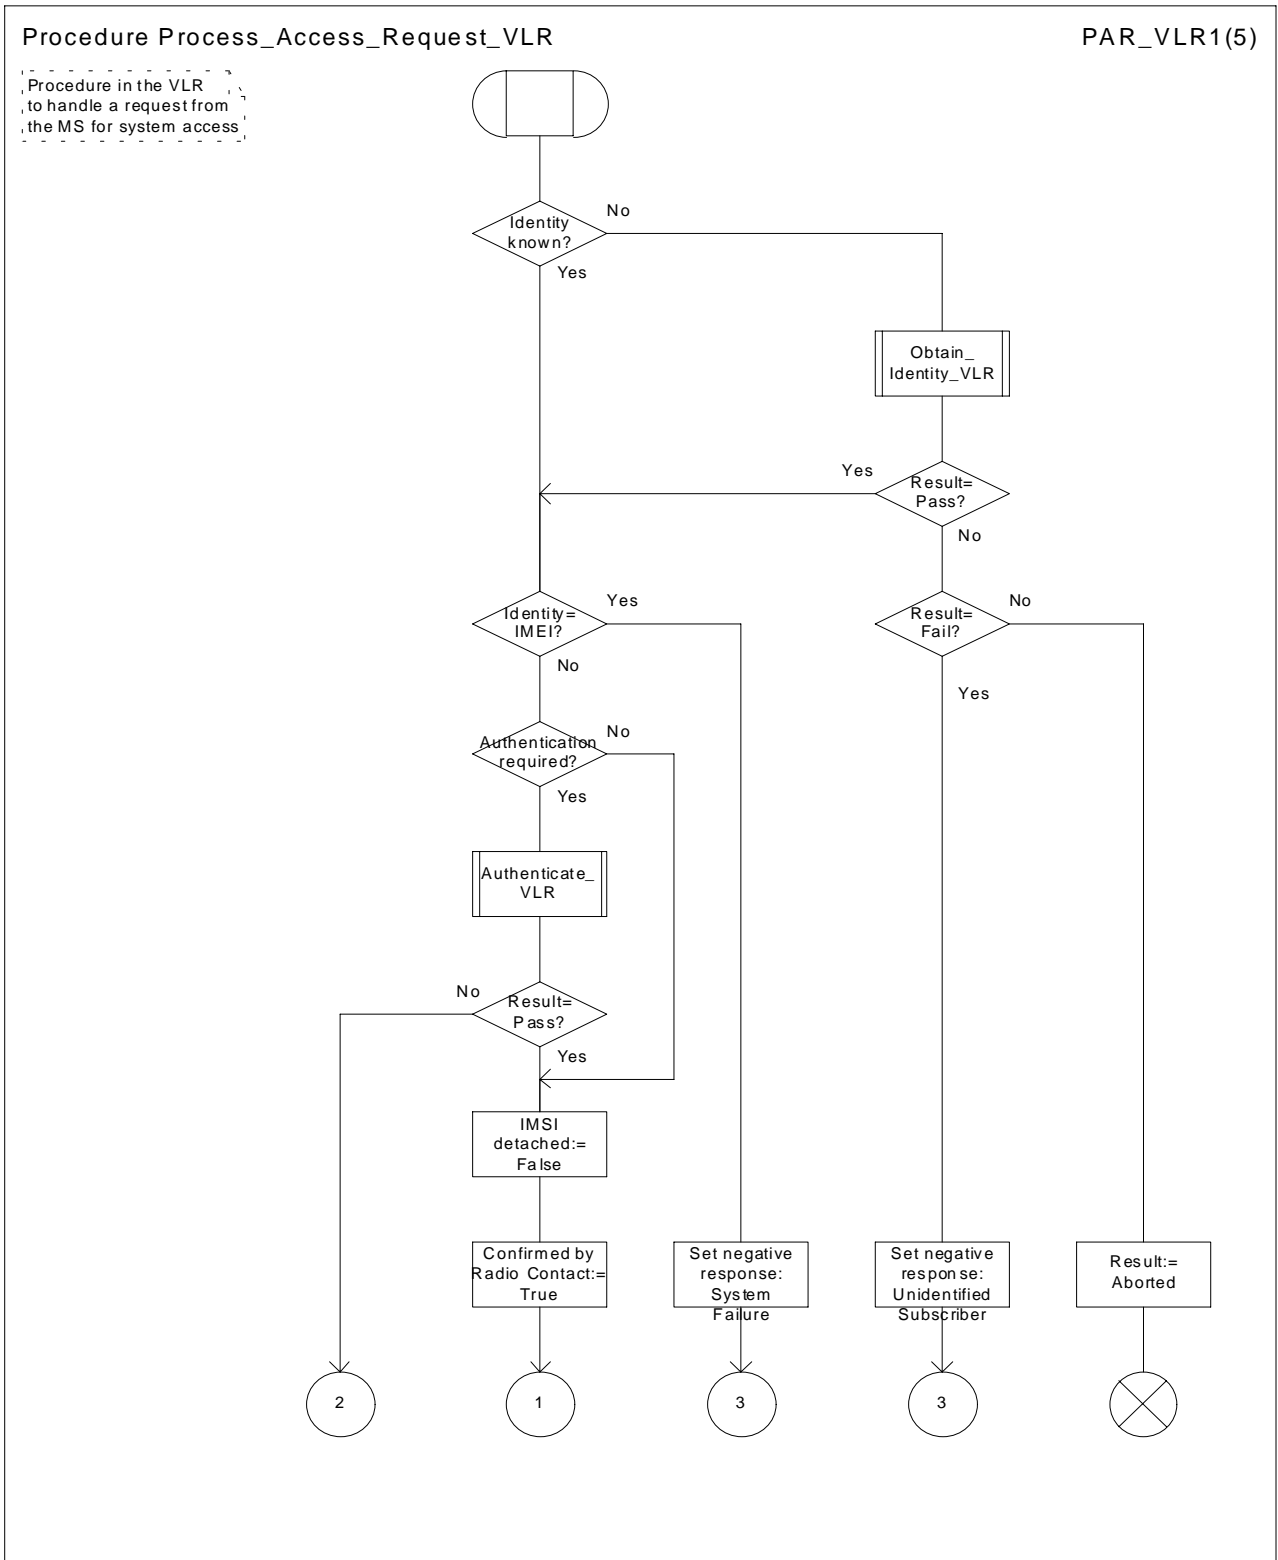 Procedure Process_Access_Request_VLR
PAR_VLR1(5)
Procedure in the VLR
to handle a request from
the MS for system access
Identity
known?
No
Yes
Obtain_
Identity_VLR
Yes
Result=
Pass?
No
Identity=
IMEI?
Yes
No
Result=
Fail?
No
Yes
Authentication
required?
No
Yes
Authenticate_
VLR
No
Result=
Pass?
Yes
IMSI
detached:=
False
Confirmed by
Radio Contact:=
True
Set negative
response:
System
Failure
Set negative
response:
Unidentified
Subscriber
Result:=
Aborted
2
1
3
3